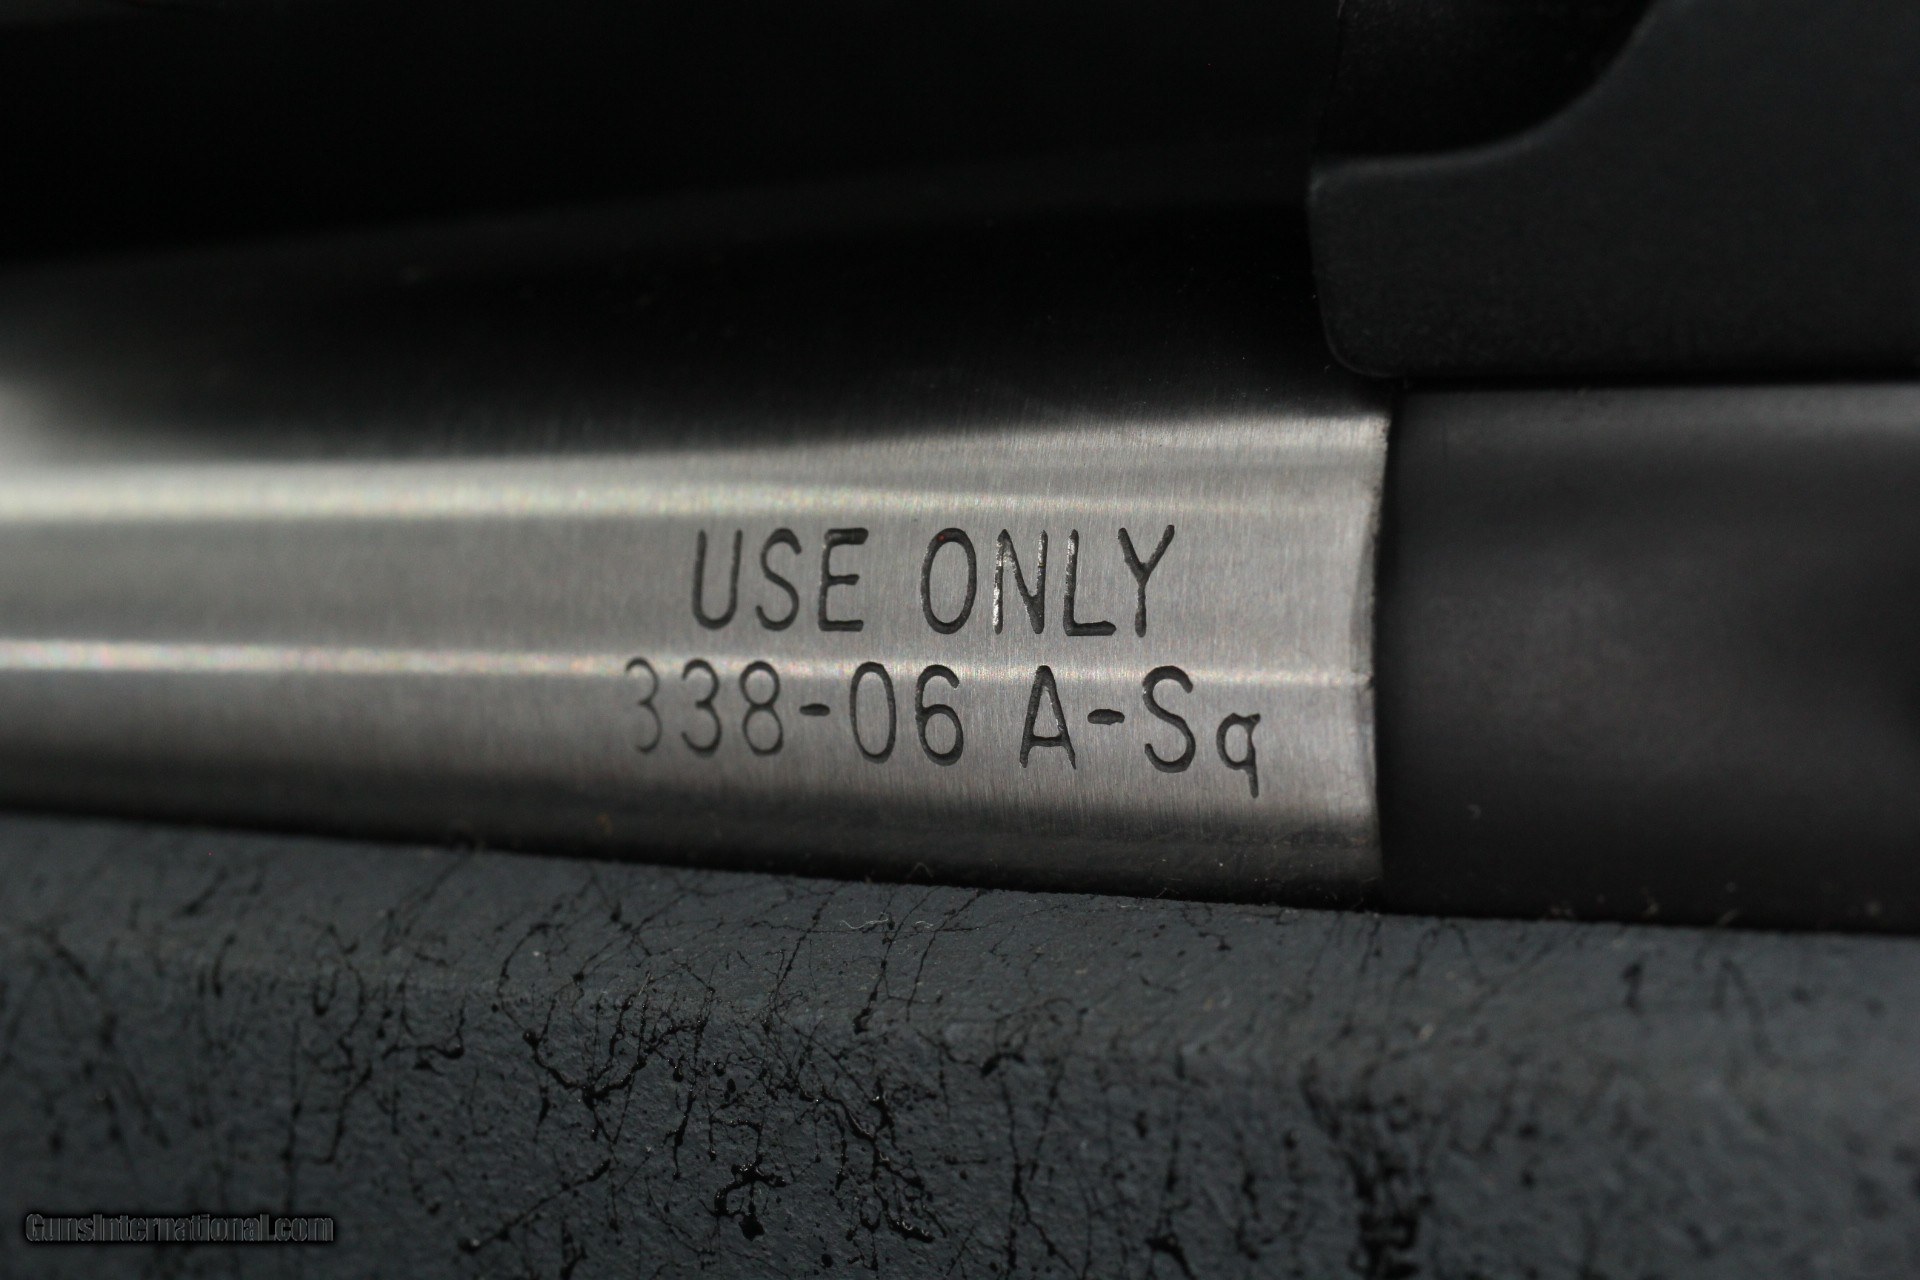 USE ONLY
338-06 A-Sq
GunsInternational.com